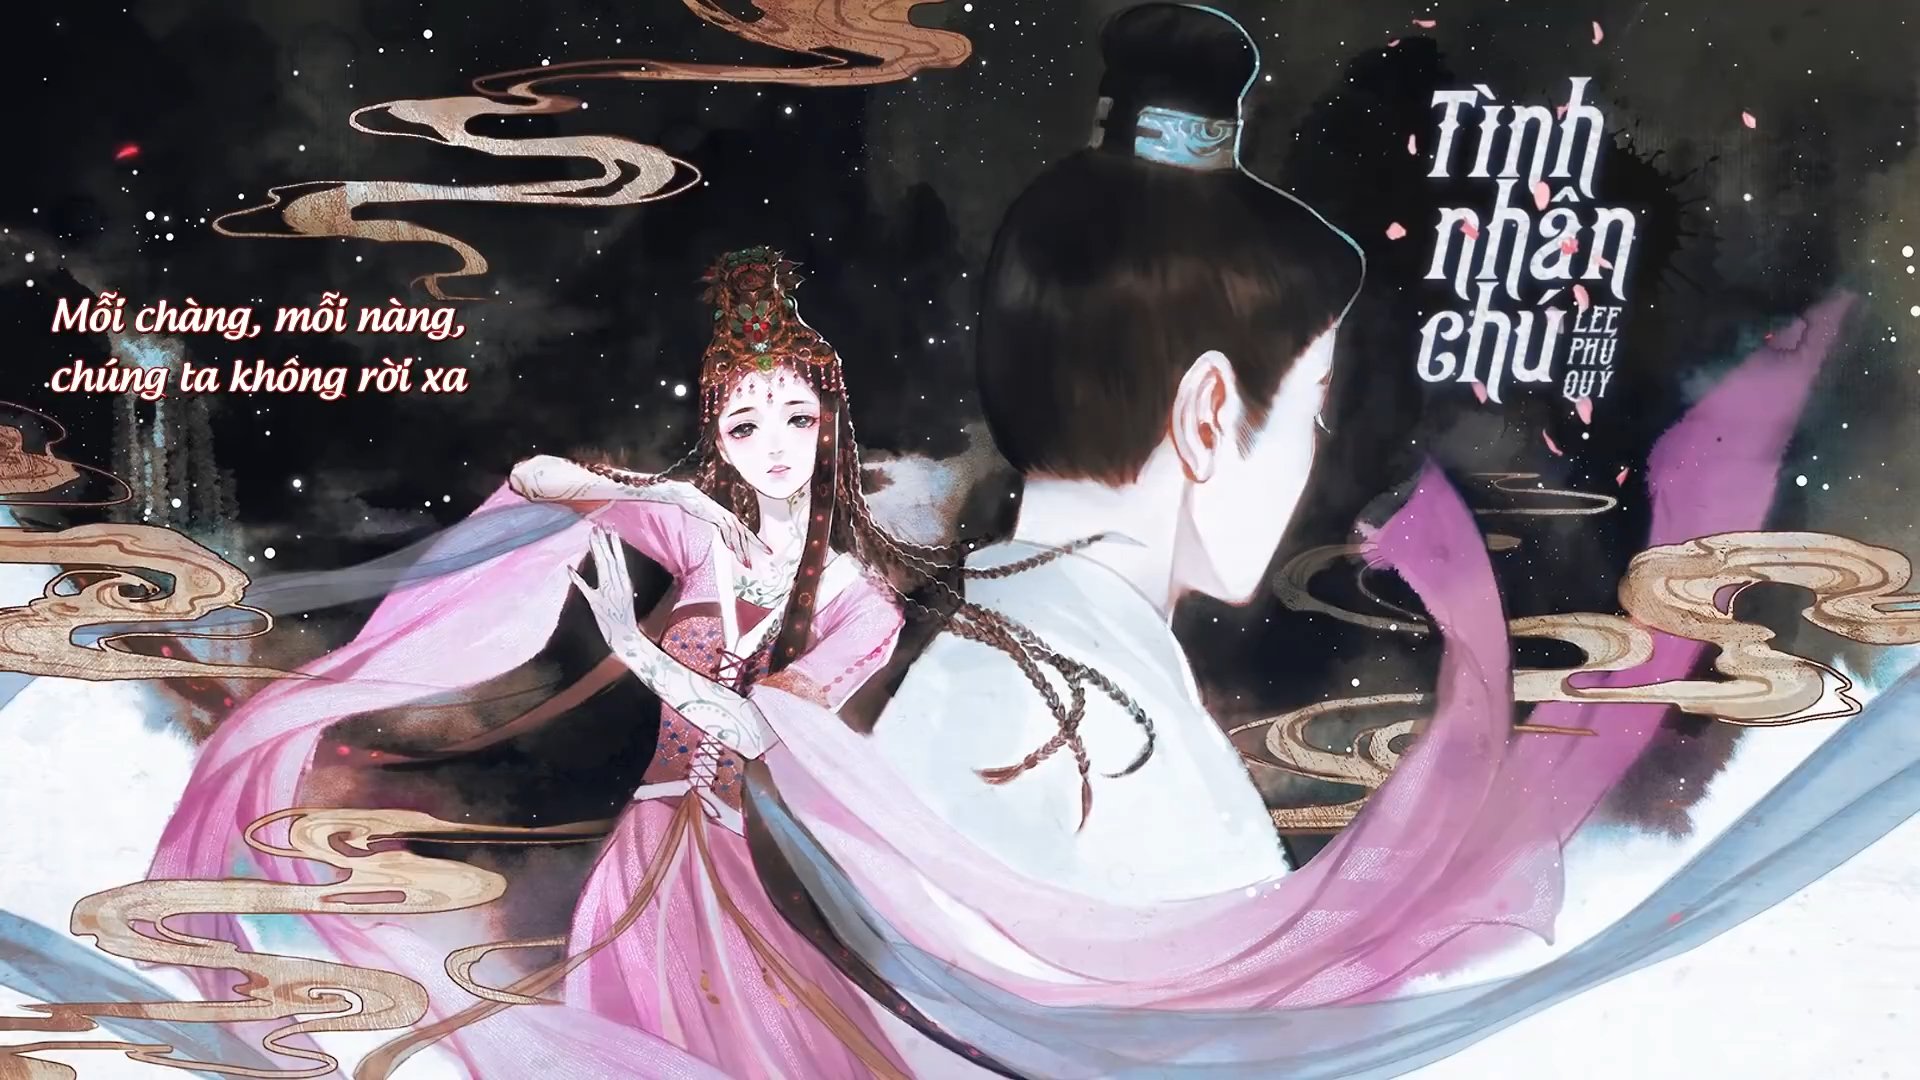 Mỗi chàng, mỗi nàng,
chúng ta không rời xa
Tình
nhân
chú
LEE
PHÚ
QUÝ